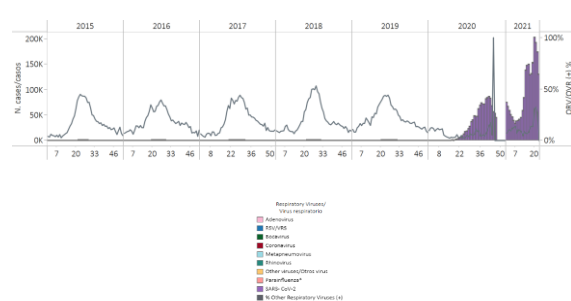 2015 2016 2017 2018 2019 2020 2021
200K 100%
150K
100K 50%
50K
0K 0%
N. cases/casos
ORV/OVR (+) %
7 20 33 46 7 20 33 46 9 22 36 50 7 20 33 46 7 20 33 46 8 22 36 50 7 20
Respiratory Viruses/
Virus respiratorio
Adenovirus
RSV/VRS
Bocavirus
Coronavirus
Metapneumovirus
Rhinovirus
Other viruses/Otros virus
Parainfluenza*
SARS- CoV-2
% Other Respiratory Viruses (+)